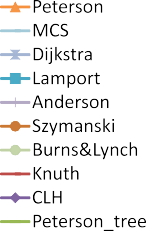 Peterson
MCS
Dijkstra
Lamport
Anderson
Szymanski
Burns&Lynch
Knuth
CLH
Peterson_tree